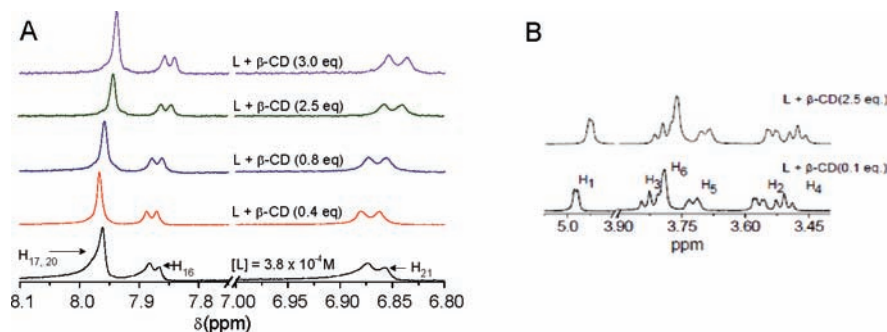 A
L + β-CD (3.0 eq)
L + β-CD (2.5 eq)
L + β-CD (0.8 eq)
L + β-CD (0.4 eq)
H17, 20
H16
[L] = 3.8 x 10-4M
H21
8.1 8.0 7.9 7.00 6.95 6.90 6.85 6.80
δ(ppm)
B
L + β-CD(2.5 eq.)
L + β-CD(0.1 eq.)
H1
H3
H6
H5
H2
H4
5.0 3.90 3.75 3.60 3.45
ppm